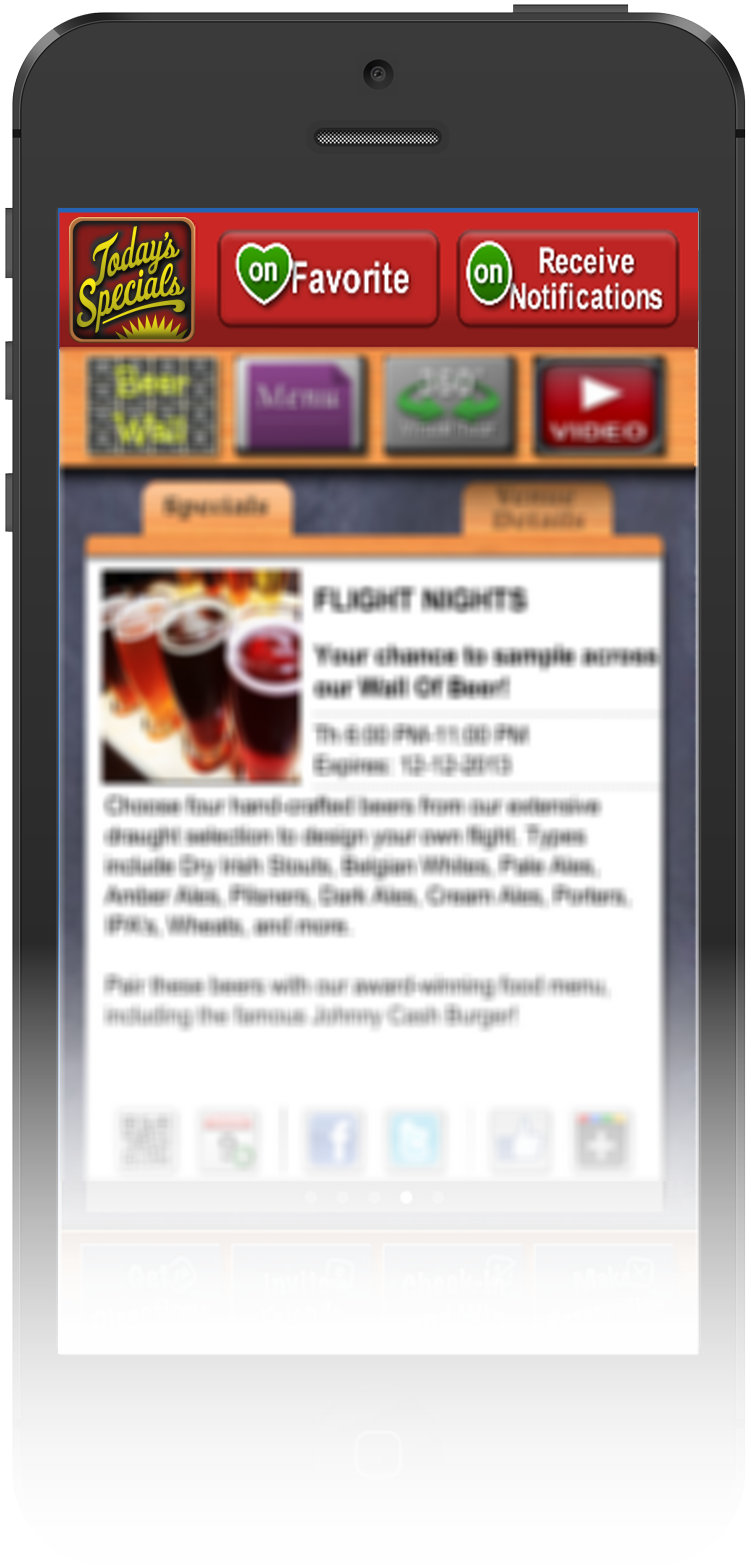 Today's
Specials
on Favorite
on Receive
Notifications
Beer
Wall
Menu
360°
VIDEO
Specials
Venue
Details
FLIGHT NIGHTS
Your chance to sample across
our Wall Of Beer!
Th 6:00 PM-11:00 PM
Expires: 12-12-2013
Choose four hand-crafted beers from our extensive
draught selection to design your own flight. Types
include Dry Irish Stouts, Belgian Whites, Pale Ales,
Amber Ales, Pilsners, Dark Ales, Cream Ales, Porters,
IPA's, Wheats, and more.
Pair these beers with our award-winning food menu,
including the famous Johnny Cash Burger!